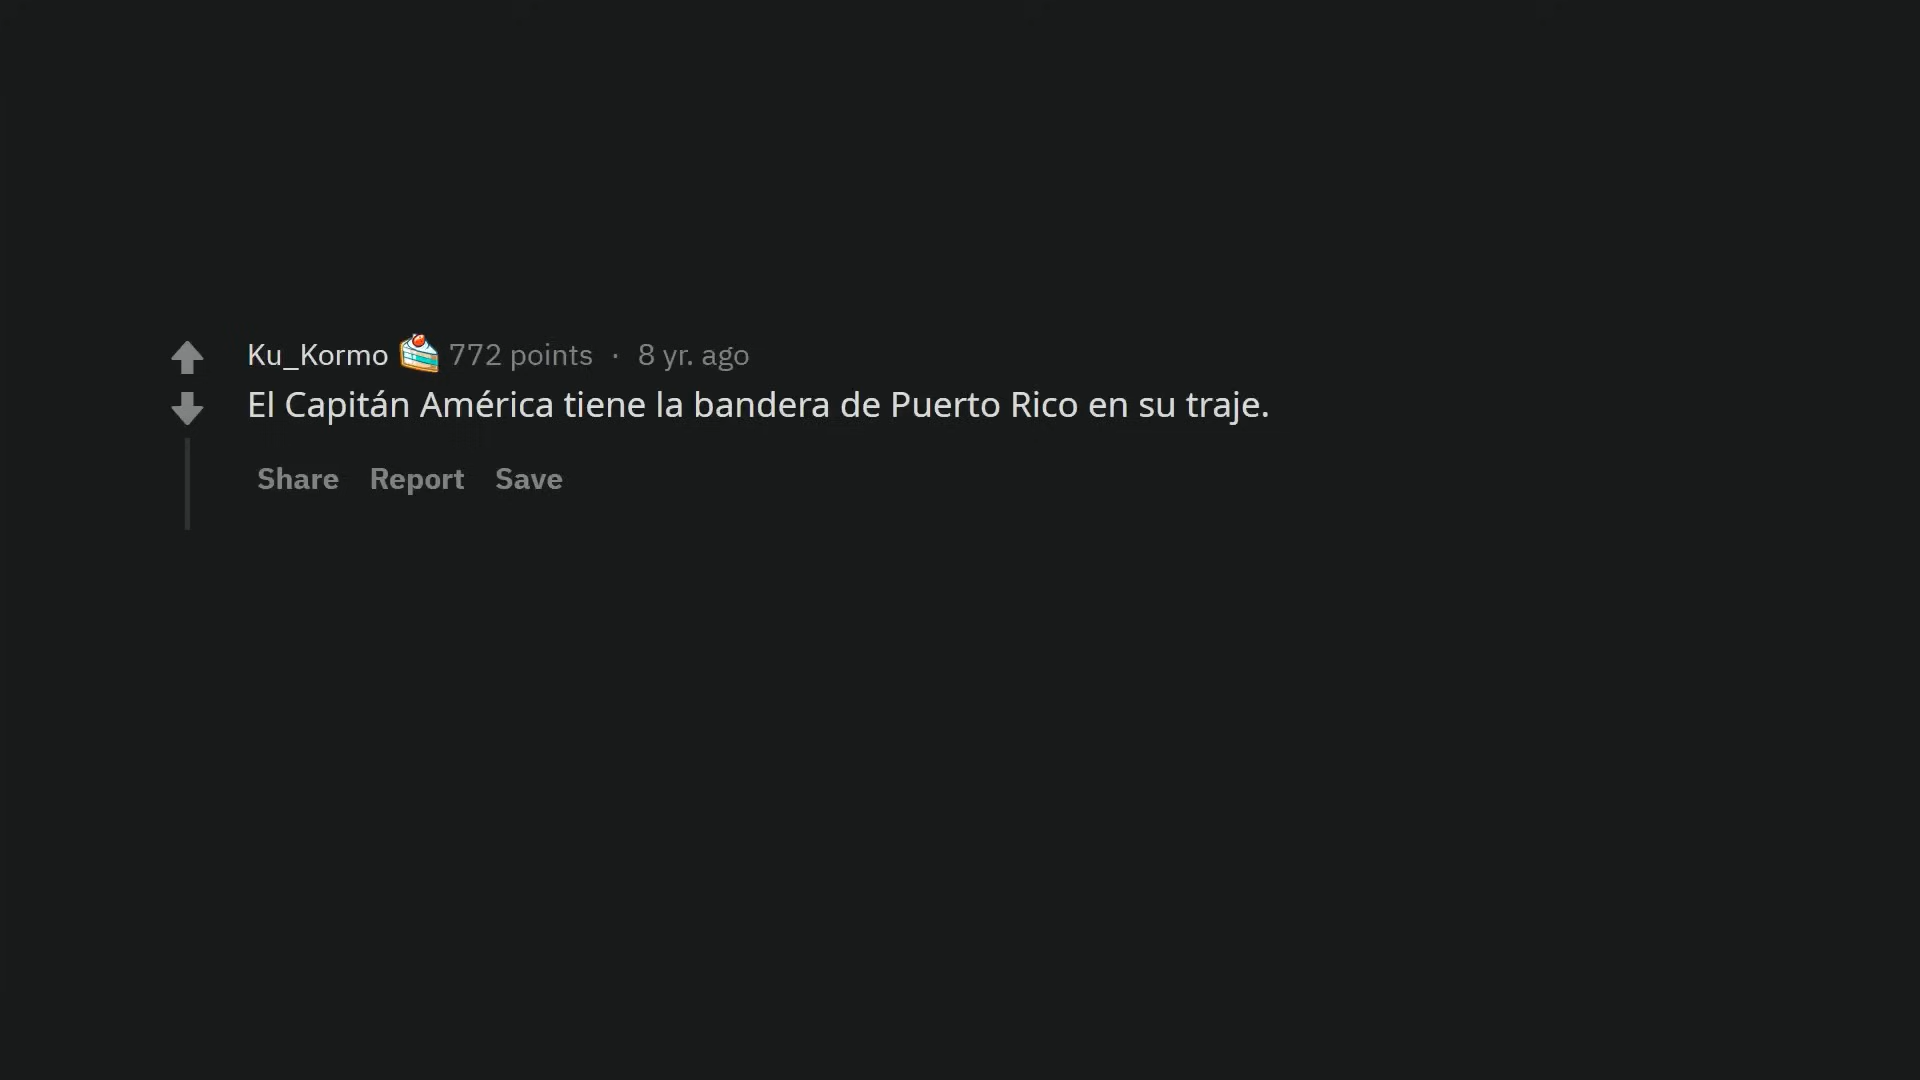 Ku_Kormo 772 points · 8 yr. ago
El Capitán América tiene la bandera de Puerto Rico en su traje.
Share Report Save